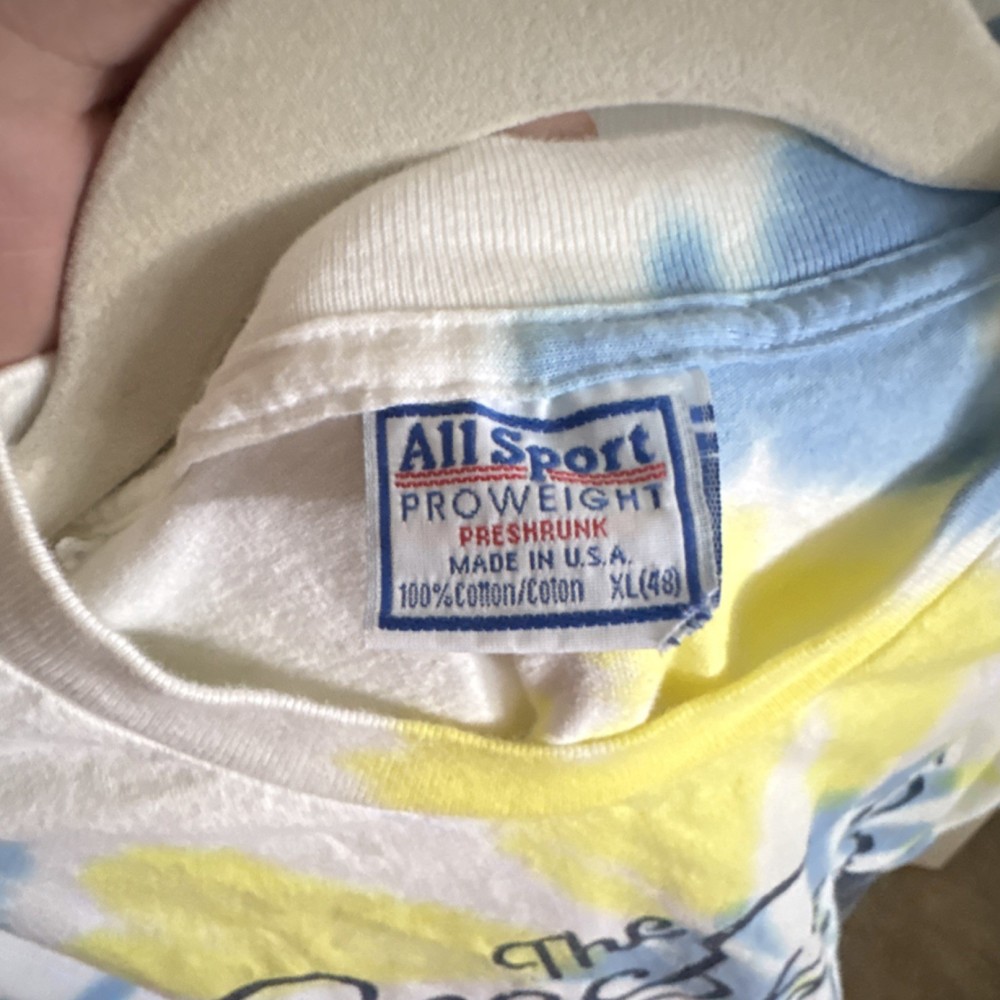 All Sport
PROWEIGHT
PRESHRUNK
MADE IN U.S.A.
100% Cotton/Coton XL(48)
The